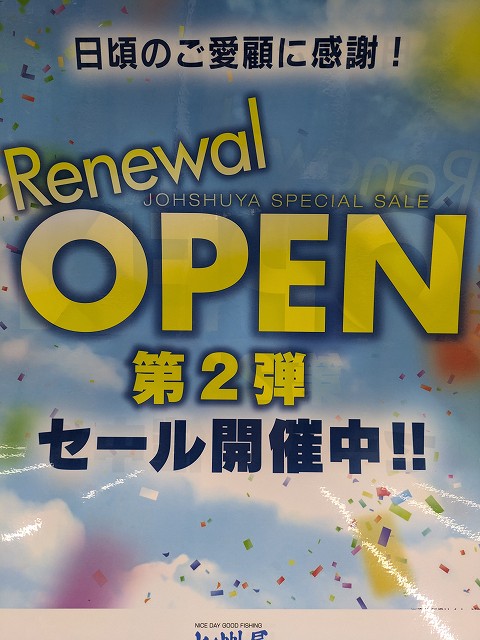 日頃のご愛顧に感謝！
Renewal
JOHSHUYA SPECIAL SALE
OPEN
第２弾
セール開催中!!
NICE DAY GOOD FISHING